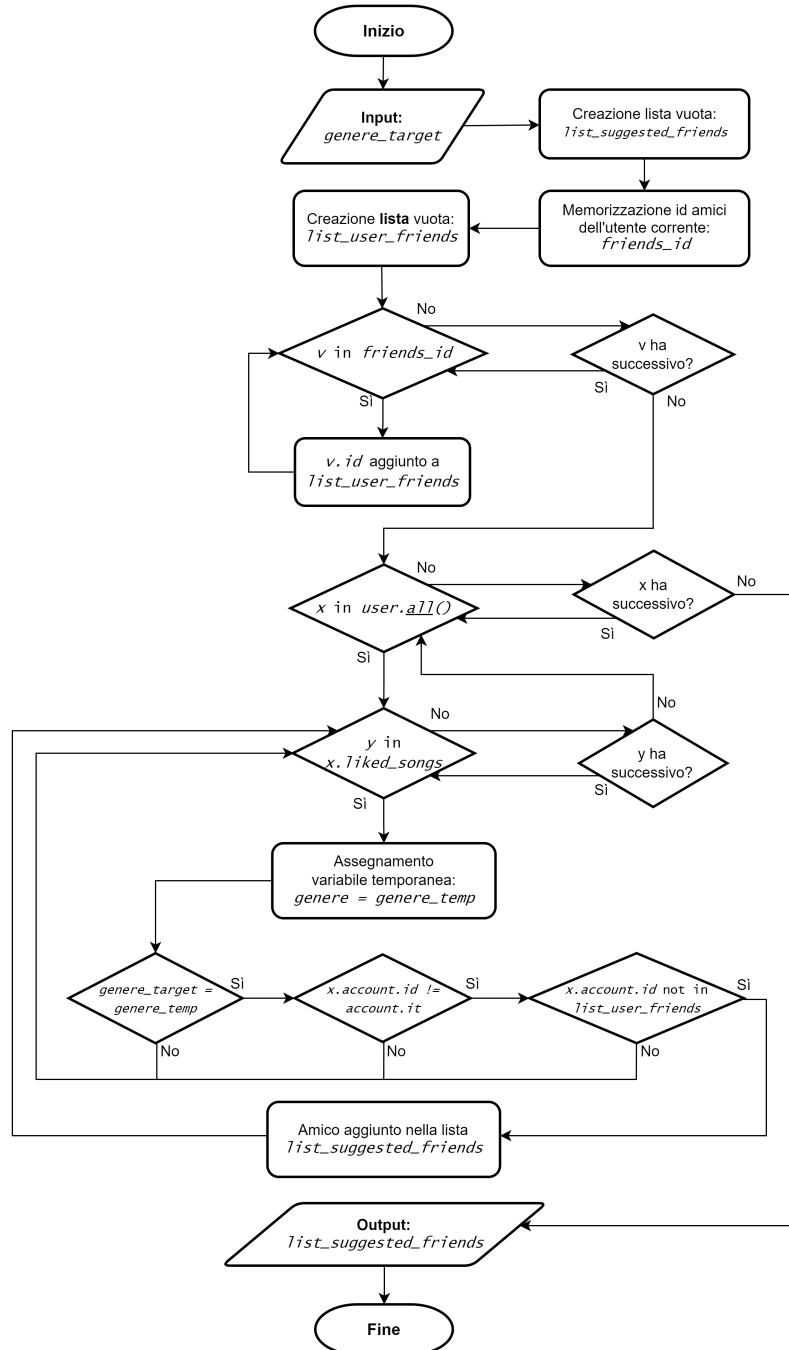 Inizio
Input:
genere_target
Creazione lista vuota:
list_suggested_friends
Creazione lista vuota:
list_user_friends
Memorizzazione id amici
dell'utente corrente:
friends_id
No
v in friends_id
v ha
successivo?
Sì
Sì
No
v.id aggiunto a
list_user_friends
No
x in user.all()
x ha
successivo?
No
Sì
Sì
No
No
y in
x.liked_songs
y ha
successivo?
Sì
Sì
Assegnamento
variabile temporanea:
genere = genere_temp
genere_target =
genere_temp
Sì
x.account.id !=
account.it
Sì
x.account.id not in
list_user_friends
Sì
No
No
No
Amico aggiunto nella lista
list_suggested_friends
Output:
list_suggested_friends
Fine